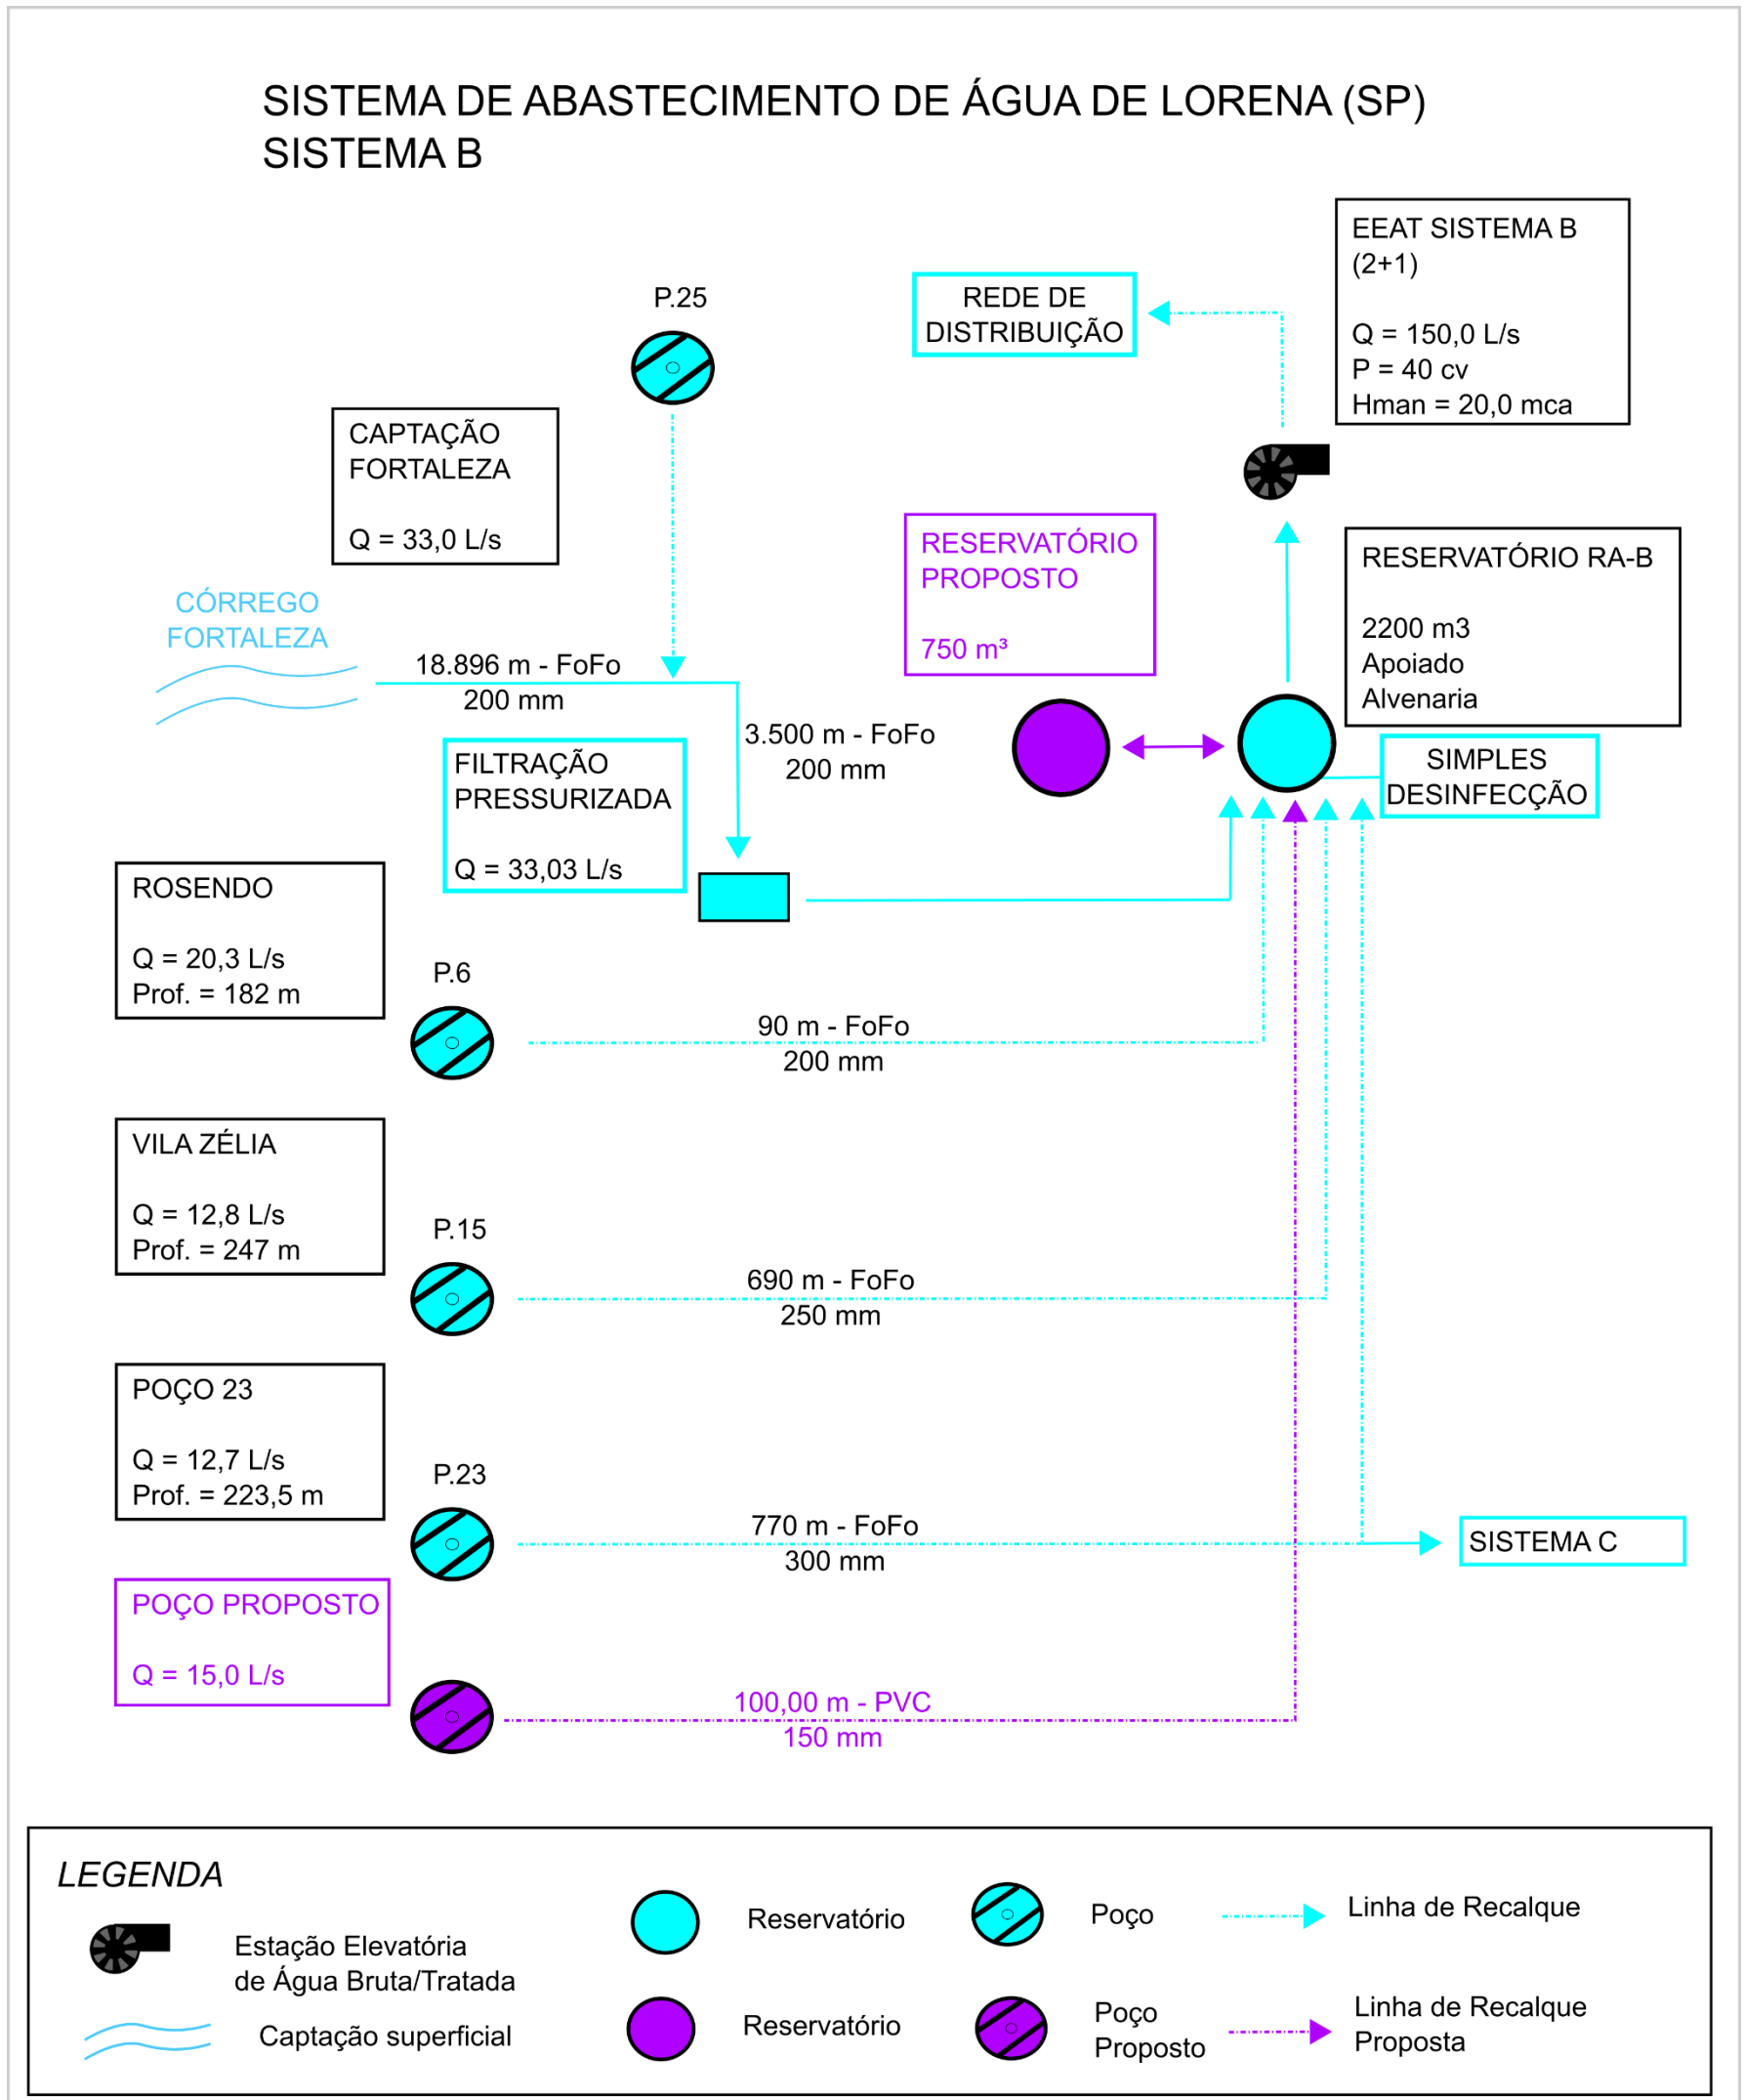 SISTEMA DE ABASTECIMENTO DE ÁGUA DE LORENA (SP)
SISTEMA B
EEAT SISTEMA B
(2+1)
Q = 150,0 L/s
P = 40 cv
Hman = 20,0 mca
REDE DE
DISTRIBUIÇÃO
P.25
CAPTAÇÃO
FORTALEZA
Q = 33,0 L/s
RESERVATÓRIO
PROPOSTO
750 m³
RESERVATÓRIO RA-B
2200 m3
Apoiado
Alvenaria
CÓRREGO
FORTALEZA
18.896 m - FoFo
200 mm
3.500 m - FoFo
200 mm
SIMPLES
DESINFECÇÃO
FILTRAÇÃO
PRESSURIZADA
Q = 33,03 L/s
ROSENDO
Q = 20,3 L/s
Prof. = 182 m
P.6
90 m - FoFo
200 mm
VILA ZÉLIA
Q = 12,8 L/s
Prof. = 247 m
P.15
690 m - FoFo
250 mm
POÇO 23
Q = 12,7 L/s
Prof. = 223,5 m
P.23
770 m - FoFo
300 mm
SISTEMA C
POÇO PROPOSTO
Q = 15,0 L/s
100,00 m - PVC
150 mm
LEGENDA
Estação Elevatória
de Água Bruta/Tratada
Captação superficial
Reservatório
Reservatório
Poço
Poço
Proposto
Linha de Recalque
Linha de Recalque
Proposta